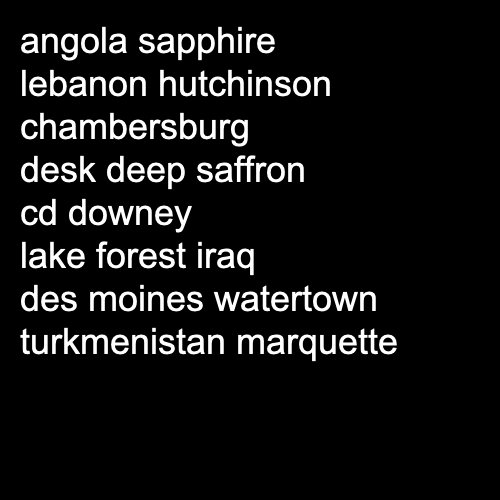 angola sapphire
lebanon hutchinson
chambersburg
desk deep saffron
cd downey
lake forest iraq
des moines watertown
turkmenistan marquette